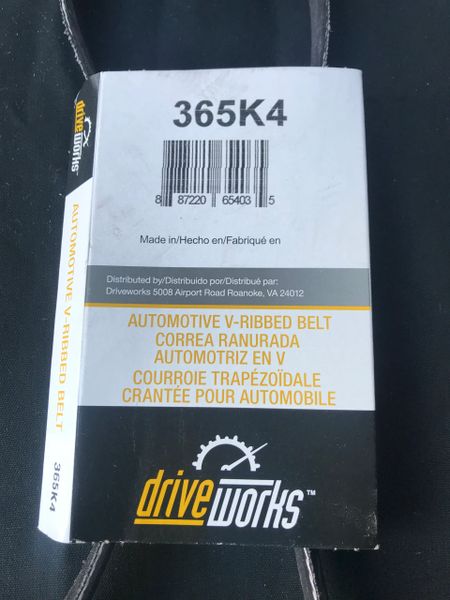 365K4
8 87220 65403 5
Made in/Hecho en/Fabriqué en
Distributed by/Distribuido por/Distribué par:
Driveworks 5008 Airport Road Roanoke, VA 24012
AUTOMOTIVE V-RIBBED BELT
CORREA RANURADA
AUTOMOTRIZ EN V
COURROIE TRAPÉZOÏDALE
CRANTÉE POUR AUTOMOBILE
driveworks™
driveworks
AUTOMOTIVE V-RIBBED BELT
365K4